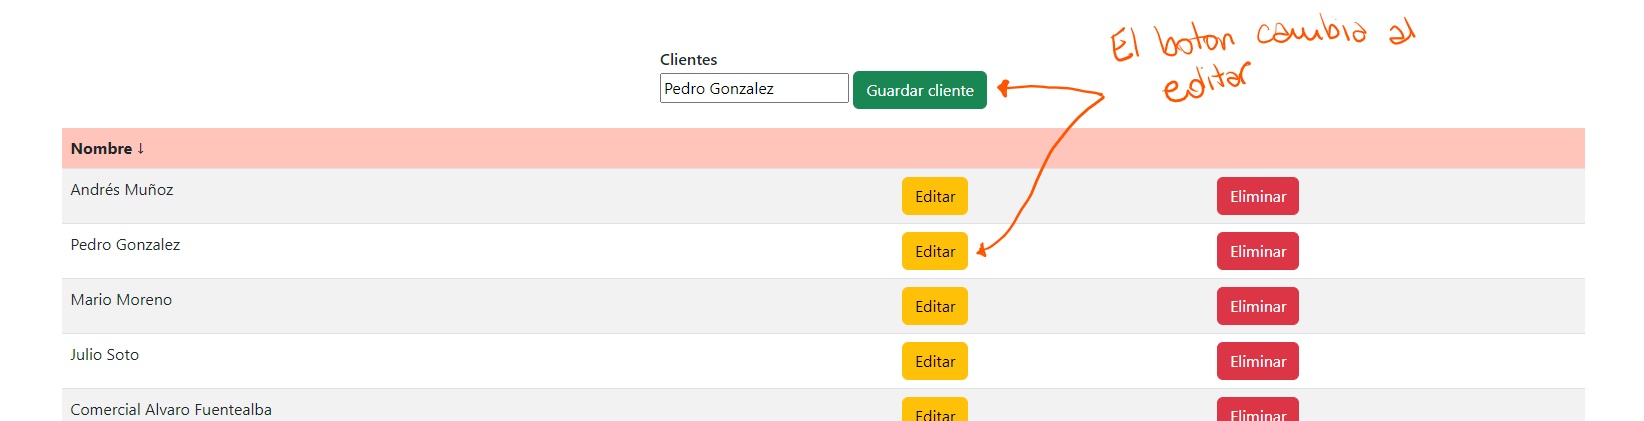 El boton cambia al
editar
Clientes
Pedro Gonzalez Guardar cliente
Nombre ↓
Andrés Muñoz Editar Eliminar
Pedro Gonzalez Editar Eliminar
Mario Moreno Editar Eliminar
Julio Soto Editar Eliminar
Comercial Alvaro Fuentealba Editar Eliminar